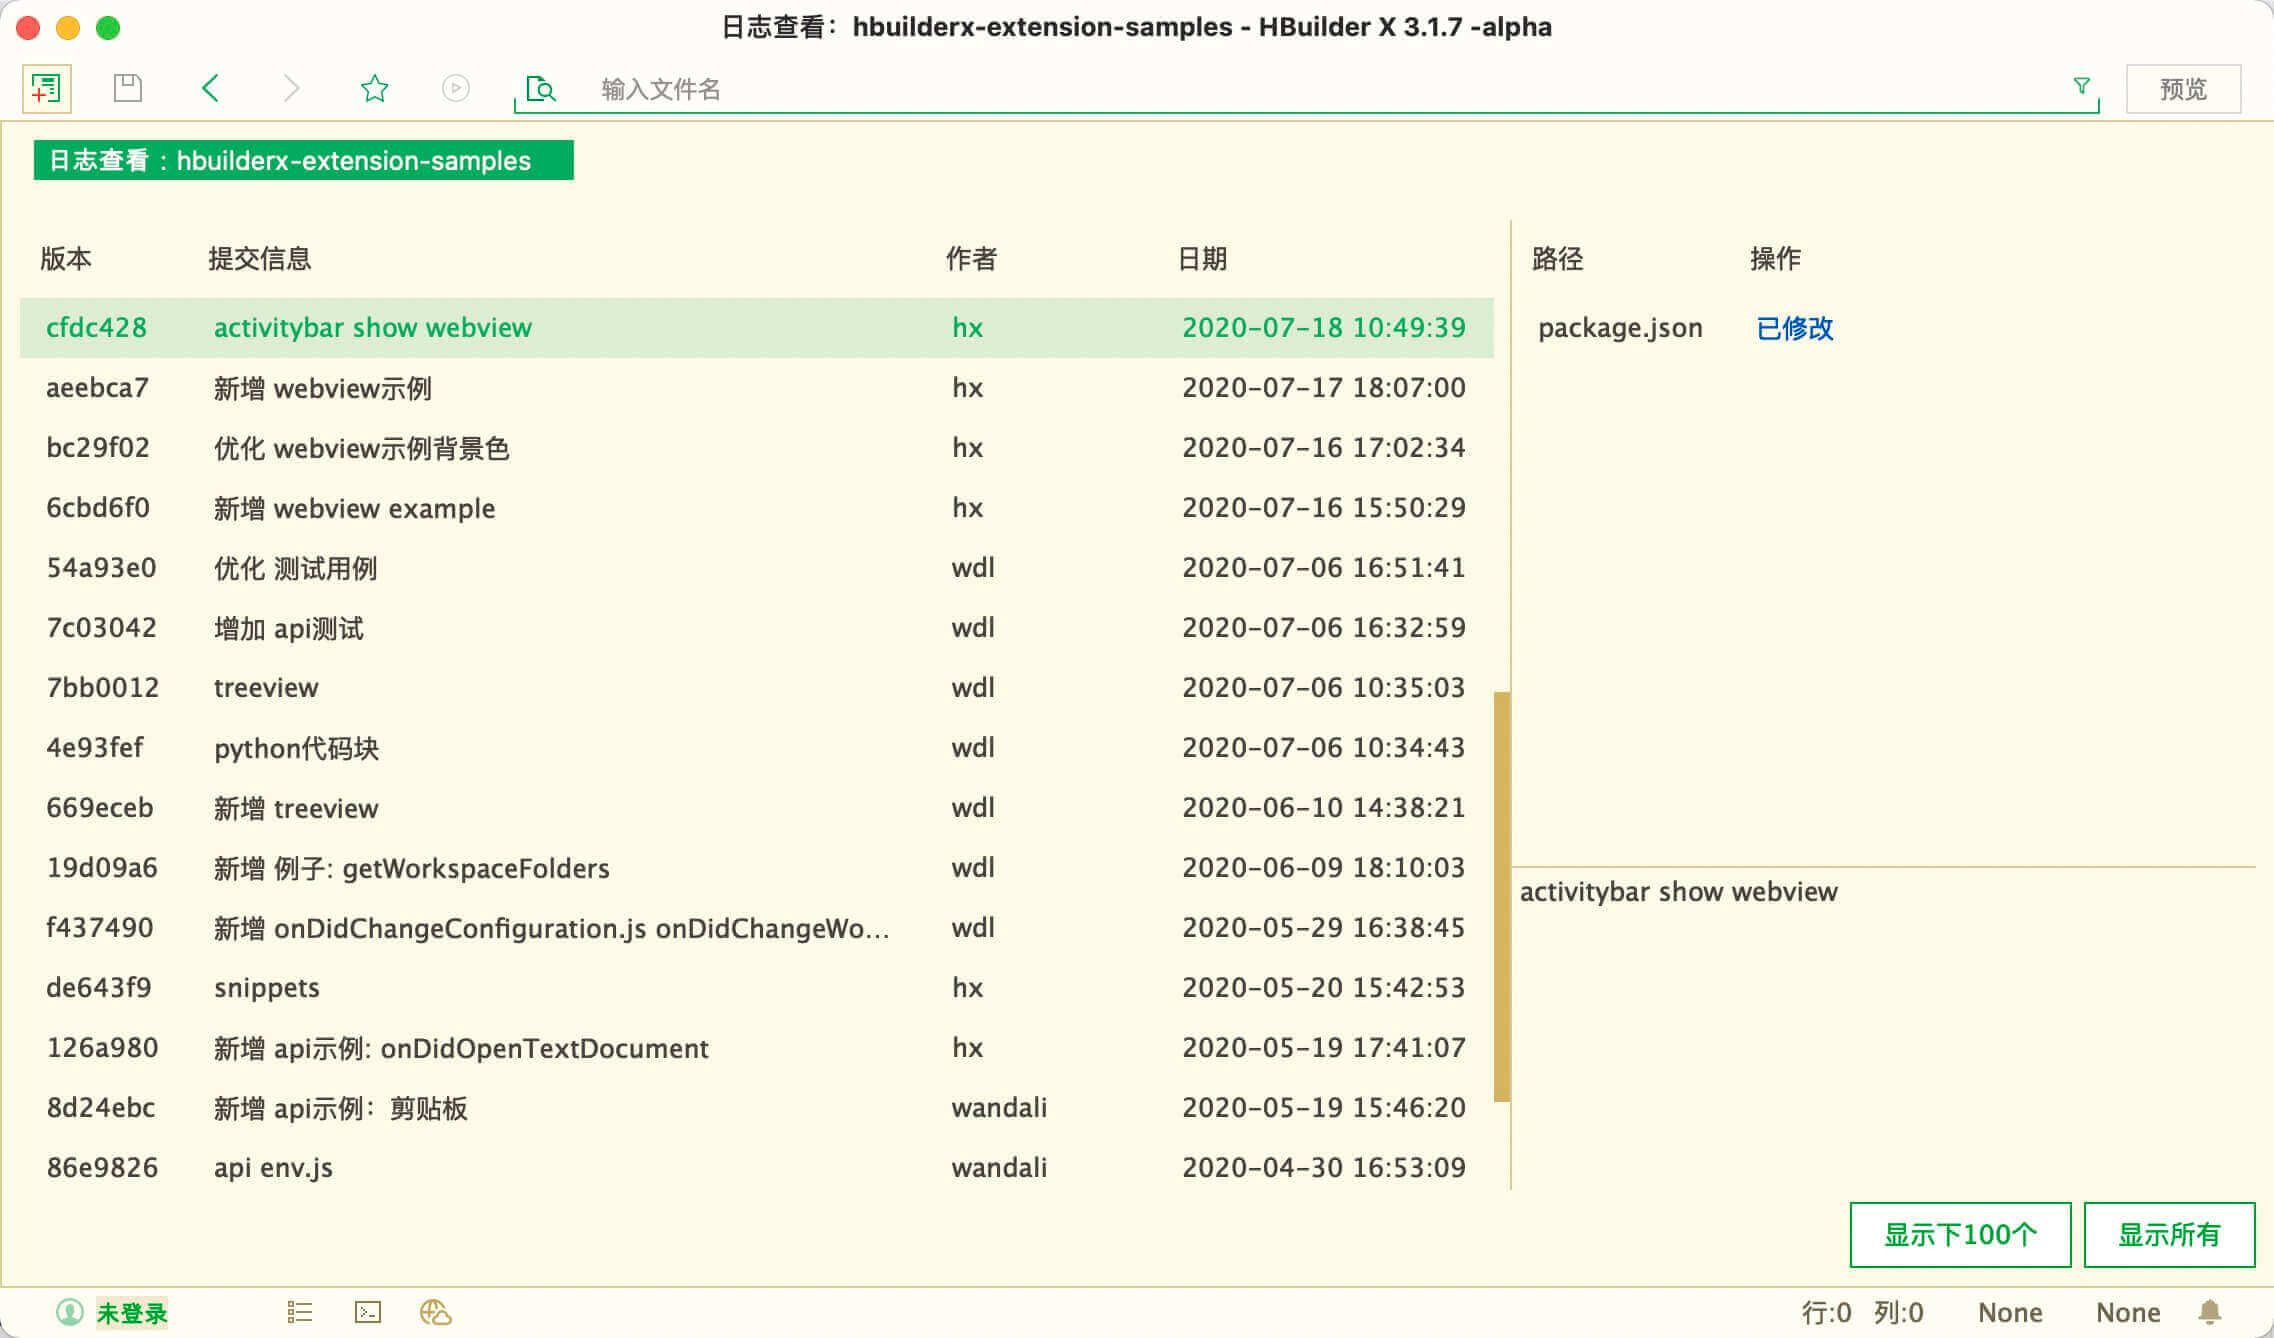 日志查看：hbuilderx-extension-samples - HBuilder X 3.1.7 -alpha
输入文件名 预览
日志查看 : hbuilderx-extension-samples
版本 提交信息 作者 日期 路径 操作
cfdc428 activitybar show webview hx 2020-07-18 10:49:39 package.json 已修改
aeebca7 新增 webview示例 hx 2020-07-17 18:07:00
bc29f02 优化 webview示例背景色 hx 2020-07-16 17:02:34
6cbd6f0 新增 webview example hx 2020-07-16 15:50:29
54a93e0 优化 测试用例 wdl 2020-07-06 16:51:41
7c03042 增加 api测试 wdl 2020-07-06 16:32:59
7bb0012 treeview wdl 2020-07-06 10:35:03
4e93fef python代码块 wdl 2020-07-06 10:34:43
669eceb 新增 treeview wdl 2020-06-10 14:38:21
19d09a6 新增 例子: getWorkspaceFolders wdl 2020-06-09 18:10:03
activitybar show webview
f437490 新增 onDidChangeConfiguration.js onDidChangeWo... wdl 2020-05-29 16:38:45
de643f9 snippets hx 2020-05-20 15:42:53
126a980 新增 api示例: onDidOpenTextDocument hx 2020-05-19 17:41:07
8d24ebc 新增 api示例：剪贴板 wandali 2020-05-19 15:46:20
86e9826 api env.js wandali 2020-04-30 16:53:09
显示下100个 显示所有
未登录 行:0 列:0 None None